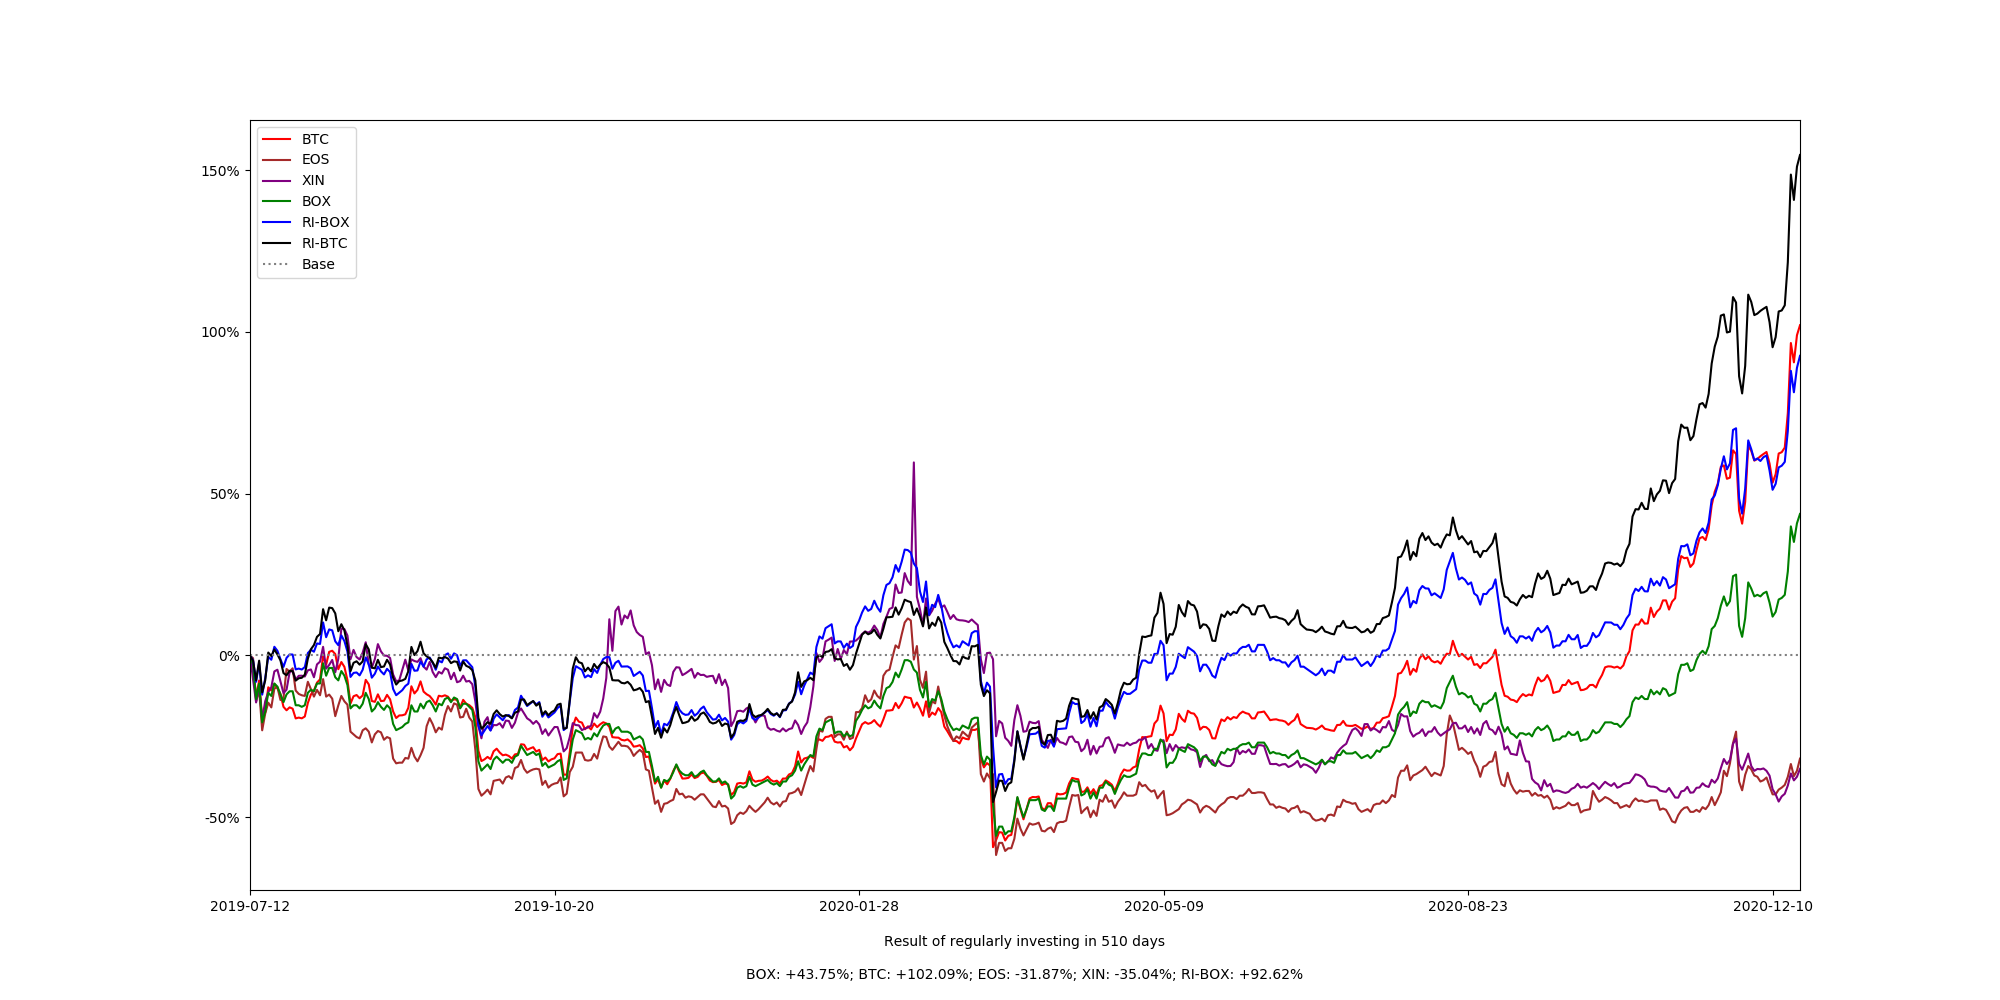 BTC
EOS
XIN
BOX
RI-BOX
RI-BTC
Base
150%
100%
50%
0%
-50%
2019-07-12 2019-10-20 2020-01-28 2020-05-09 2020-08-23 2020-12-10
Result of regularly investing in 510 days
BOX: +43.75%; BTC: +102.09%; EOS: -31.87%; XIN: -35.04%; RI-BOX: +92.62%